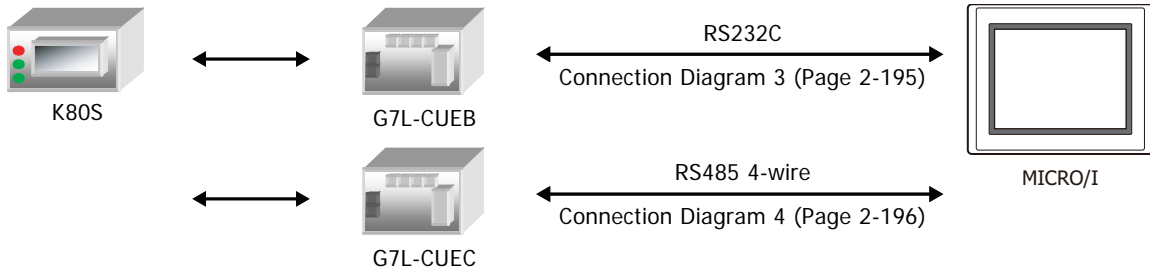 K80S
G7L-CUEB
RS232C
Connection Diagram 3 (Page 2-195)
G7L-CUEC
RS485 4-wire
Connection Diagram 4 (Page 2-196)
MICRO/I